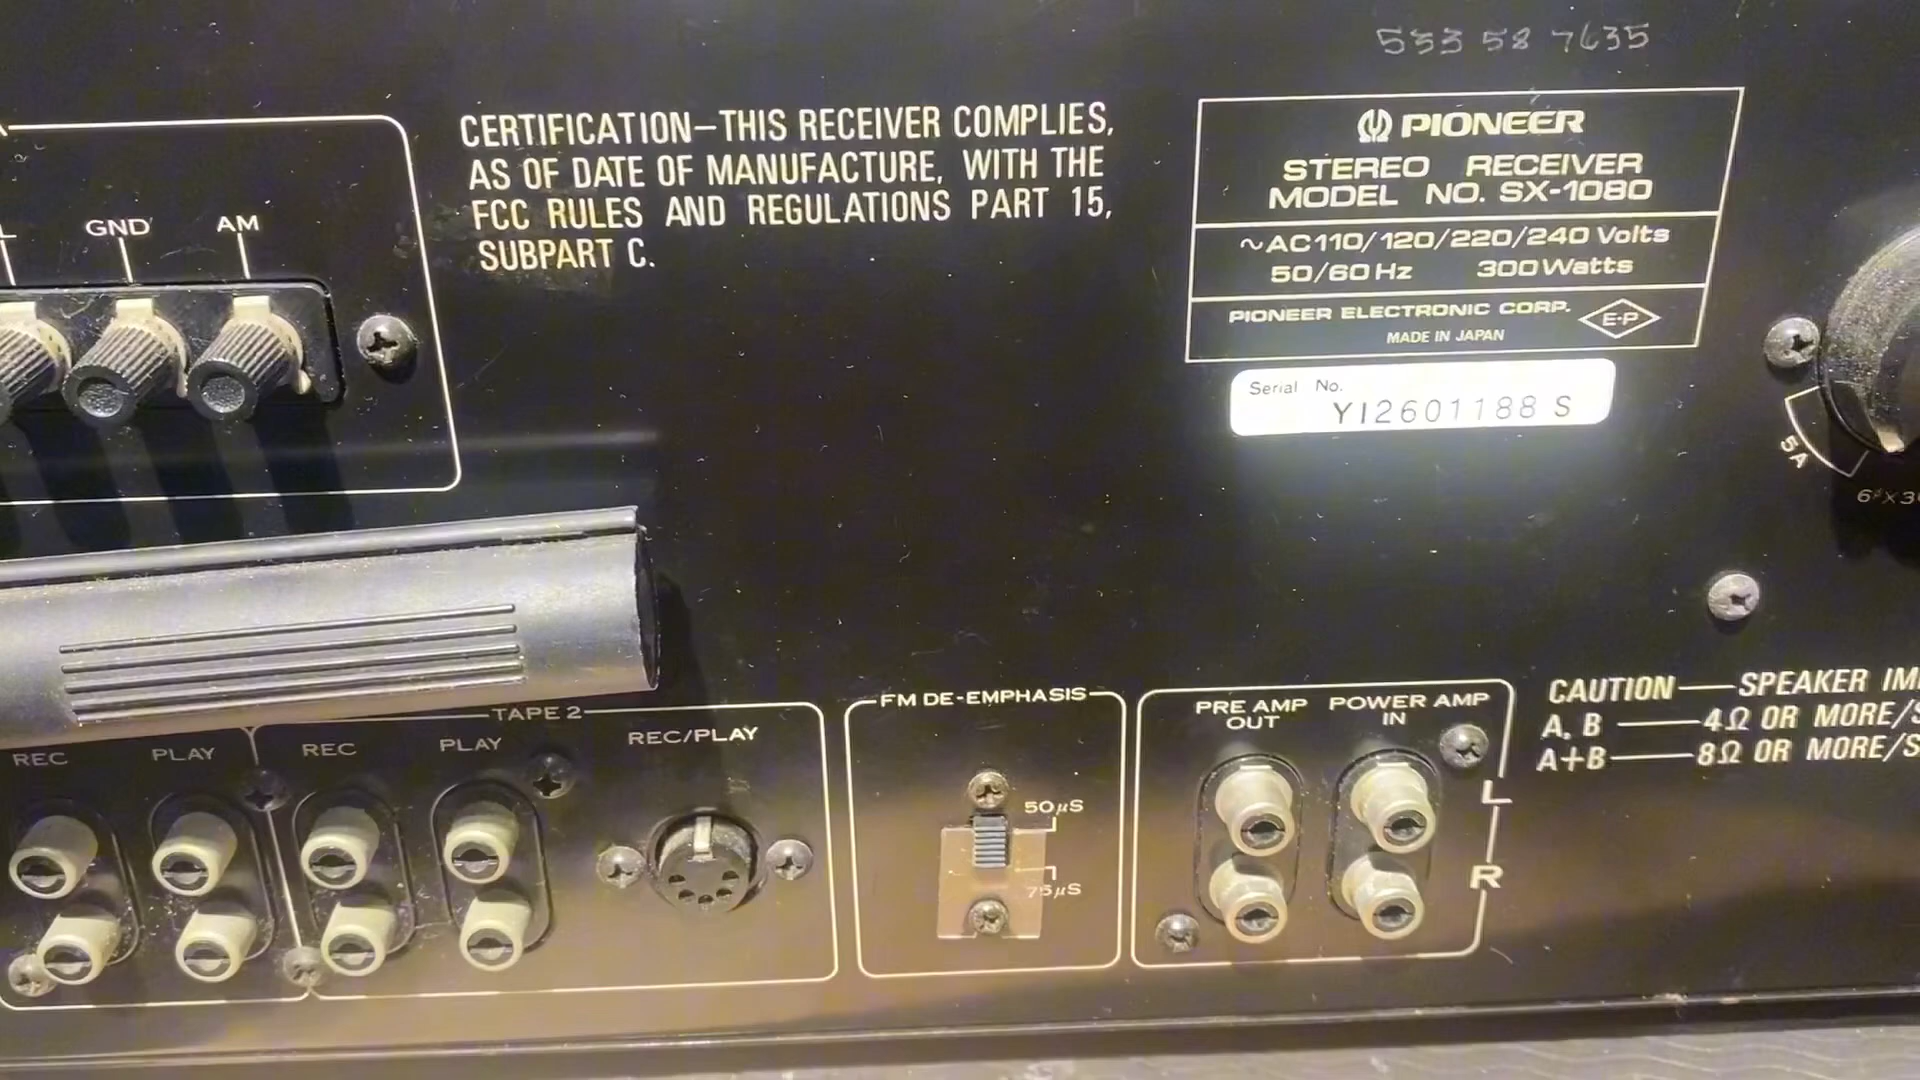 533 58 7635
CERTIFICATION–THIS RECEIVER COMPLIES,
AS OF DATE OF MANUFACTURE, WITH THE
FCC RULES AND REGULATIONS PART 15,
SUBPART C.
PIONEER
STEREO RECEIVER
MODEL NO. SX-1080
~AC110/120/220/240 Volts
50/60Hz 300Watts
PIONEER ELECTRONIC CORP.
E·P
MADE IN JAPAN
Serial No.
YI2601188 S
GND AM
5A
TAPE 2
REC PLAY REC PLAY REC/PLAY
FM DE-EMPHASIS
50µS
75µS
PRE AMP
OUT
POWER AMP
IN
L
R
CAUTION—SPEAKER
A, B —4Ω OR MORE/
A+B—8Ω OR MORE/